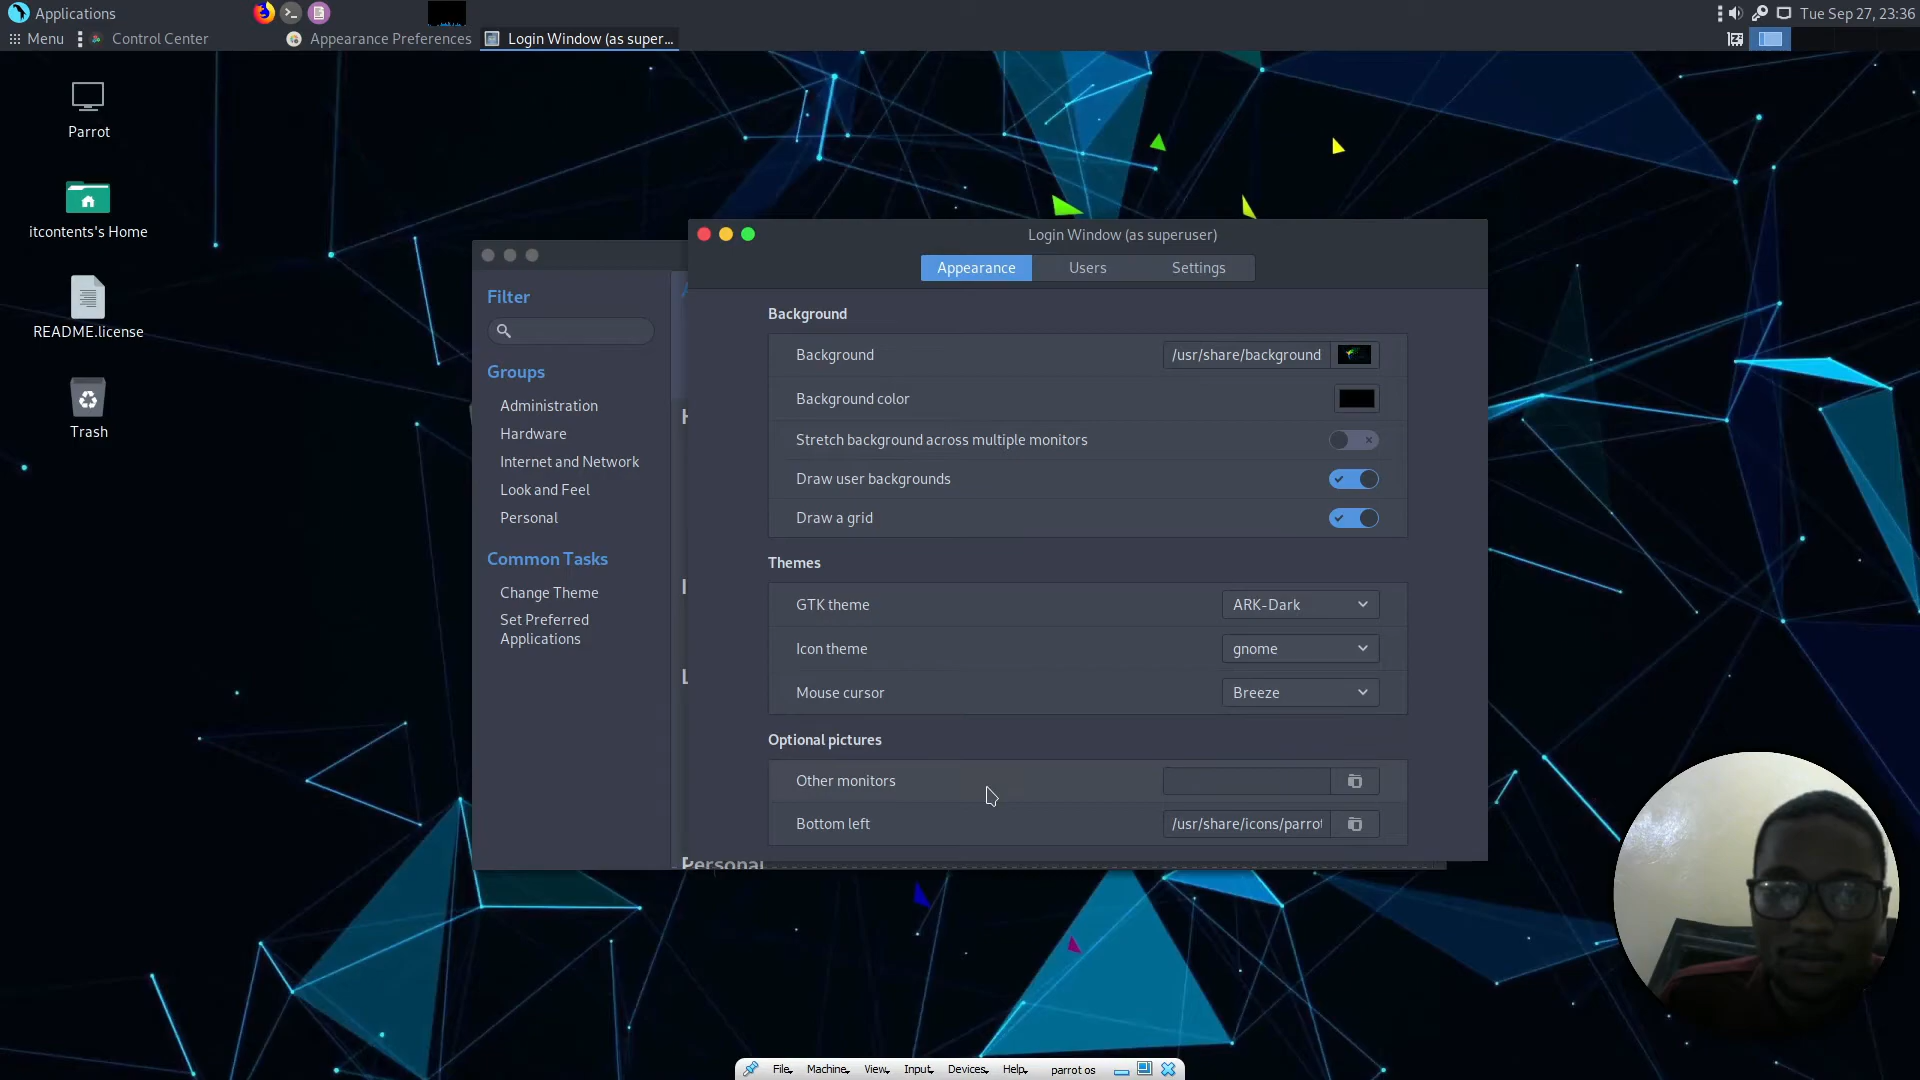 Applications
Tue Sep 27, 23:36
Menu
Control Center
Appearance Preferences
Login Window (as super...
Parrot
itcontents's Home
README.license
Trash
Filter
Groups
Administration
Hardware
Internet and Network
Look and Feel
Personal
Common Tasks
Change Theme
Set Preferred
Applications
Personal
Login Window (as superuser)
Appearance
Users
Settings
Background
Background
/usr/share/background
Background color
Stretch background across multiple monitors
Draw user backgrounds
Draw a grid
Themes
GTK theme
ARK-Dark
Icon theme
gnome
Mouse cursor
Breeze
Optional pictures
Other monitors
Bottom left
/usr/share/icons/parrot
File
Machine
View
Input
Devices
Help
parrot os